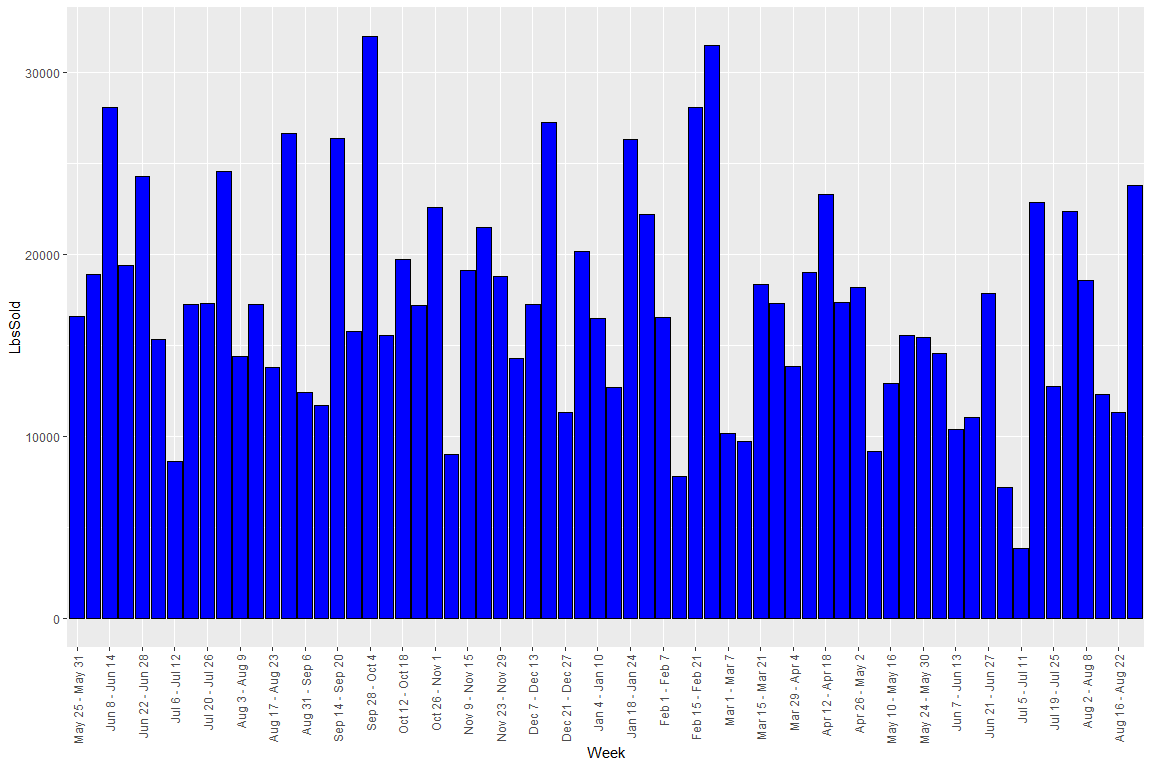 LbsSold
30000
20000
10000
0
May 25 - May 31
Jun 8 - Jun 14
Jun 22 - Jun 28
Jul 6 - Jul 12
Jul 20 - Jul 26
Aug 3 - Aug 9
Aug 17 - Aug 23
Aug 31 - Sep 6
Sep 14 - Sep 20
Sep 28 - Oct 4
Oct 12 - Oct 18
Oct 26 - Nov 1
Nov 9 - Nov 15
Nov 23 - Nov 29
Dec 7 - Dec 13
Dec 21 - Dec 27
Jan 4 - Jan 10
Jan 18 - Jan 24
Feb 1 - Feb 7
Feb 15 - Feb 21
Mar 1 - Mar 7
Mar 15 - Mar 21
Mar 29 - Apr 4
Apr 12 - Apr 18
Apr 26 - May 2
May 10 - May 16
May 24 - May 30
Jun 7 - Jun 13
Jun 21 - Jun 27
Jul 5 - Jul 11
Jul 19 - Jul 25
Aug 2 - Aug 8
Aug 16 - Aug 22
Week